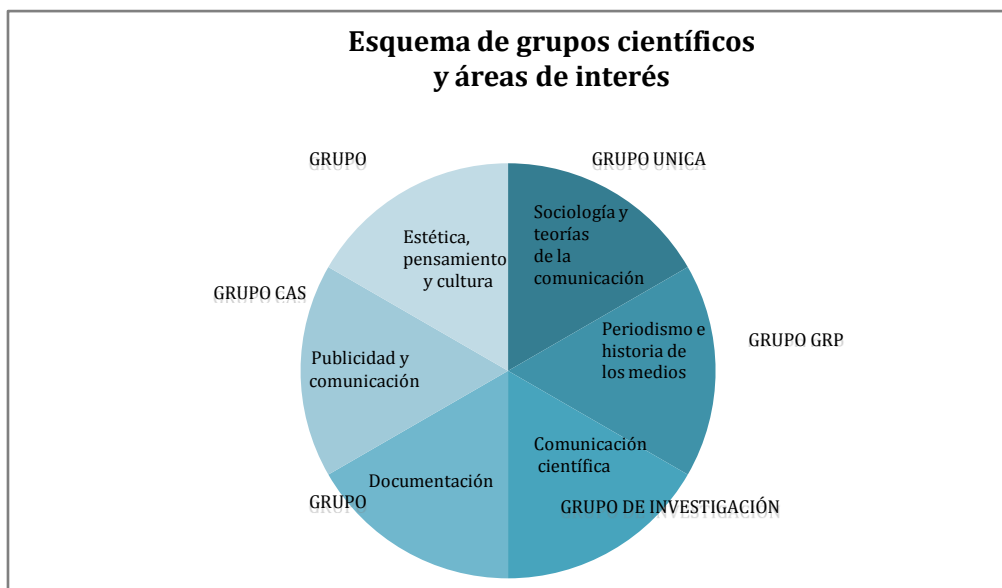 Esquema de grupos científicos
y áreas de interés
GRUPO
GRUPO UNICA
Sociología y
teorías
de la
comunicación
Estética,
pensamiento
y cultura
GRUPO CAS
Periodismo e
historia de
los medios
GRUPO GRP
Publicidad y
comunicación
Comunicación
científica
Documentación
GRUPO
GRUPO DE INVESTIGACIÓN